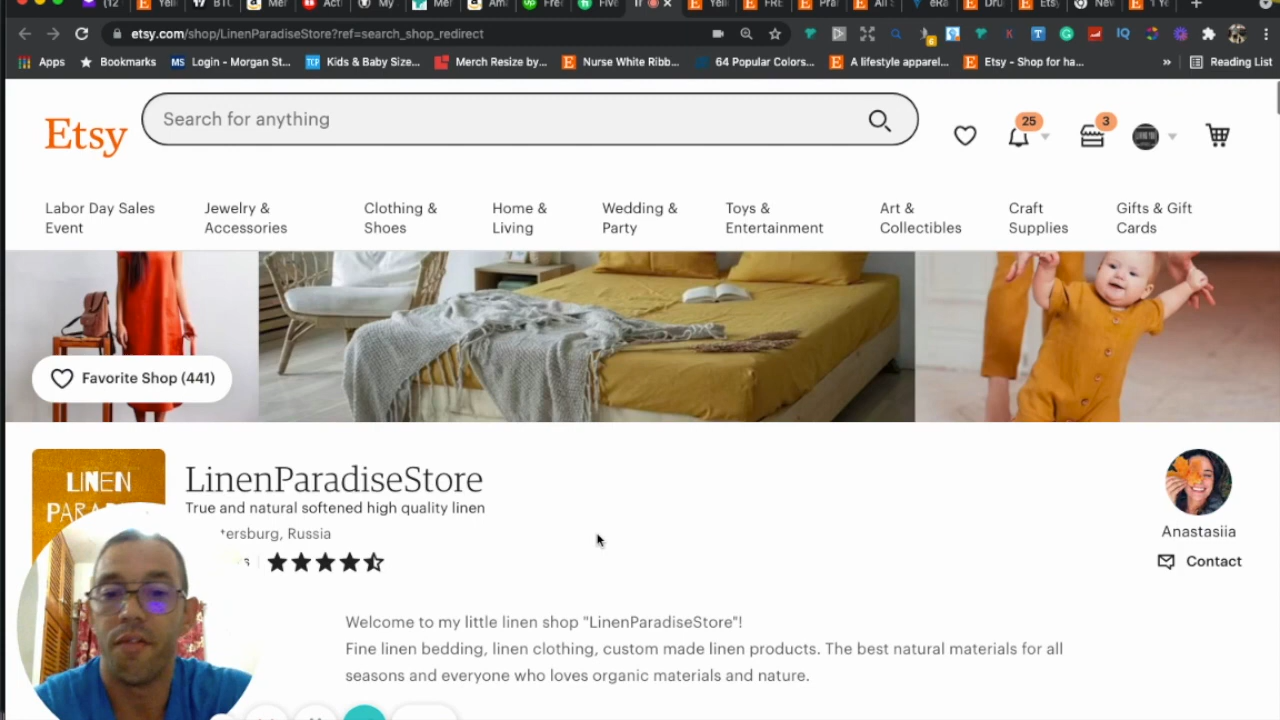 etsy.com/shop/LinenParadiseStore?ref=search_shop_redirect
Apps Bookmarks Login - Morgan St... Kids & Baby Size... Merch Resize by... Nurse White Ribb... 64 Popular Colors... A lifestyle apparel... Etsy - Shop for ha... » Reading List
Etsy
Search for anything
25
3
Labor Day Sales Event
Jewelry & Accessories
Clothing & Shoes
Home & Living
Wedding & Party
Toys & Entertainment
Art & Collectibles
Craft Supplies
Gifts & Gift Cards
Favorite Shop (441)
LINEN
LinenParadiseStore
True and natural softened high quality linen
tersburg, Russia
Anastasiia
Contact
Welcome to my little linen shop "LinenParadiseStore"!
Fine linen bedding, linen clothing, custom made linen products. The best natural materials for all
seasons and everyone who loves organic materials and nature.